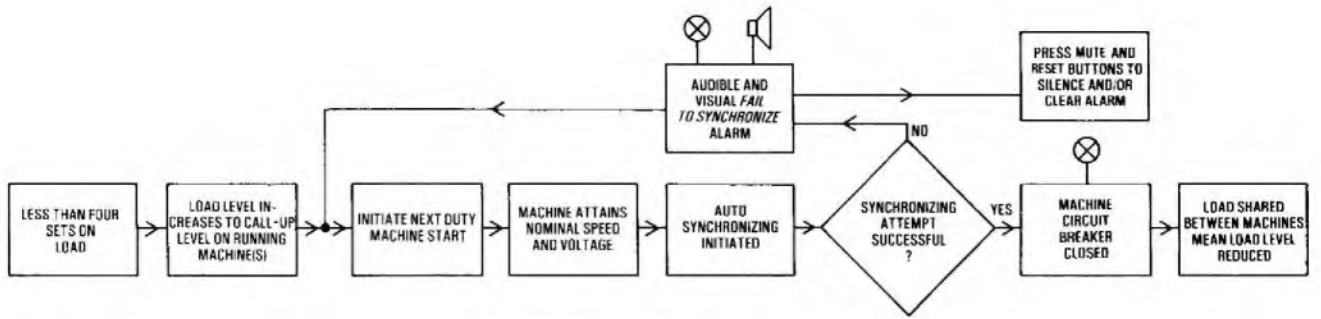 AUDIBLE AND
VISUAL FAIL
TO SYNCHRONIZE
ALARM
PRESS MUTE AND
RESET BUTTONS TO
SILENCE AND/OR
CLEAR ALARM
LESS THAN FOUR
SETS ON
LOAD
LOAD LEVEL IN-
CREASES TO CALL-UP
LEVEL ON RUNNING
MACHINE(S)
INITIATE NEXT DUTY
MACHINE START
MACHINE ATTAINS
NOMINAL SPEED
AND VOLTAGE
AUTO
SYNCHRONIZING
INITIATED
NO
SYNCHRONIZING
ATTEMPT
SUCCESSFUL
?
YES
MACHINE
CIRCUIT
BREAKER
CLOSED
LOAD SHARED
BETWEEN MACHINES
MEAN LOAD LEVEL
REDUCED